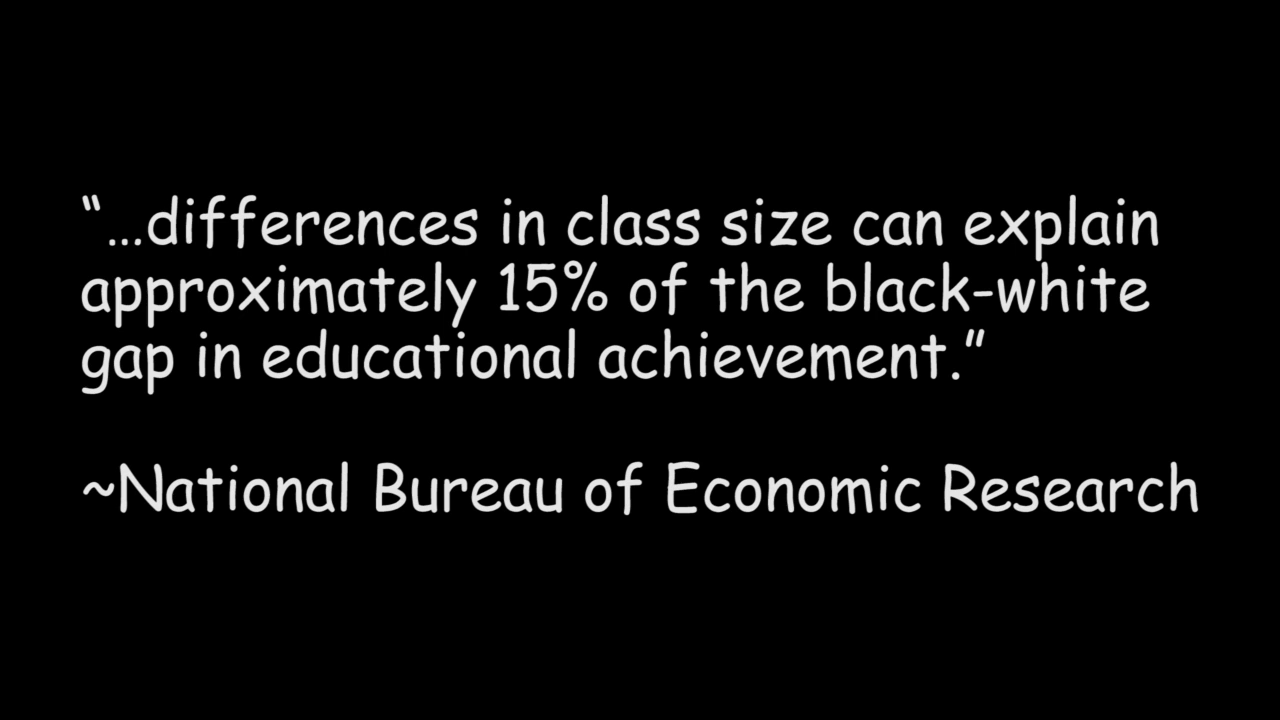 “…differences in class size can explain
approximately 15% of the black-white
gap in educational achievement.”
~National Bureau of Economic Research